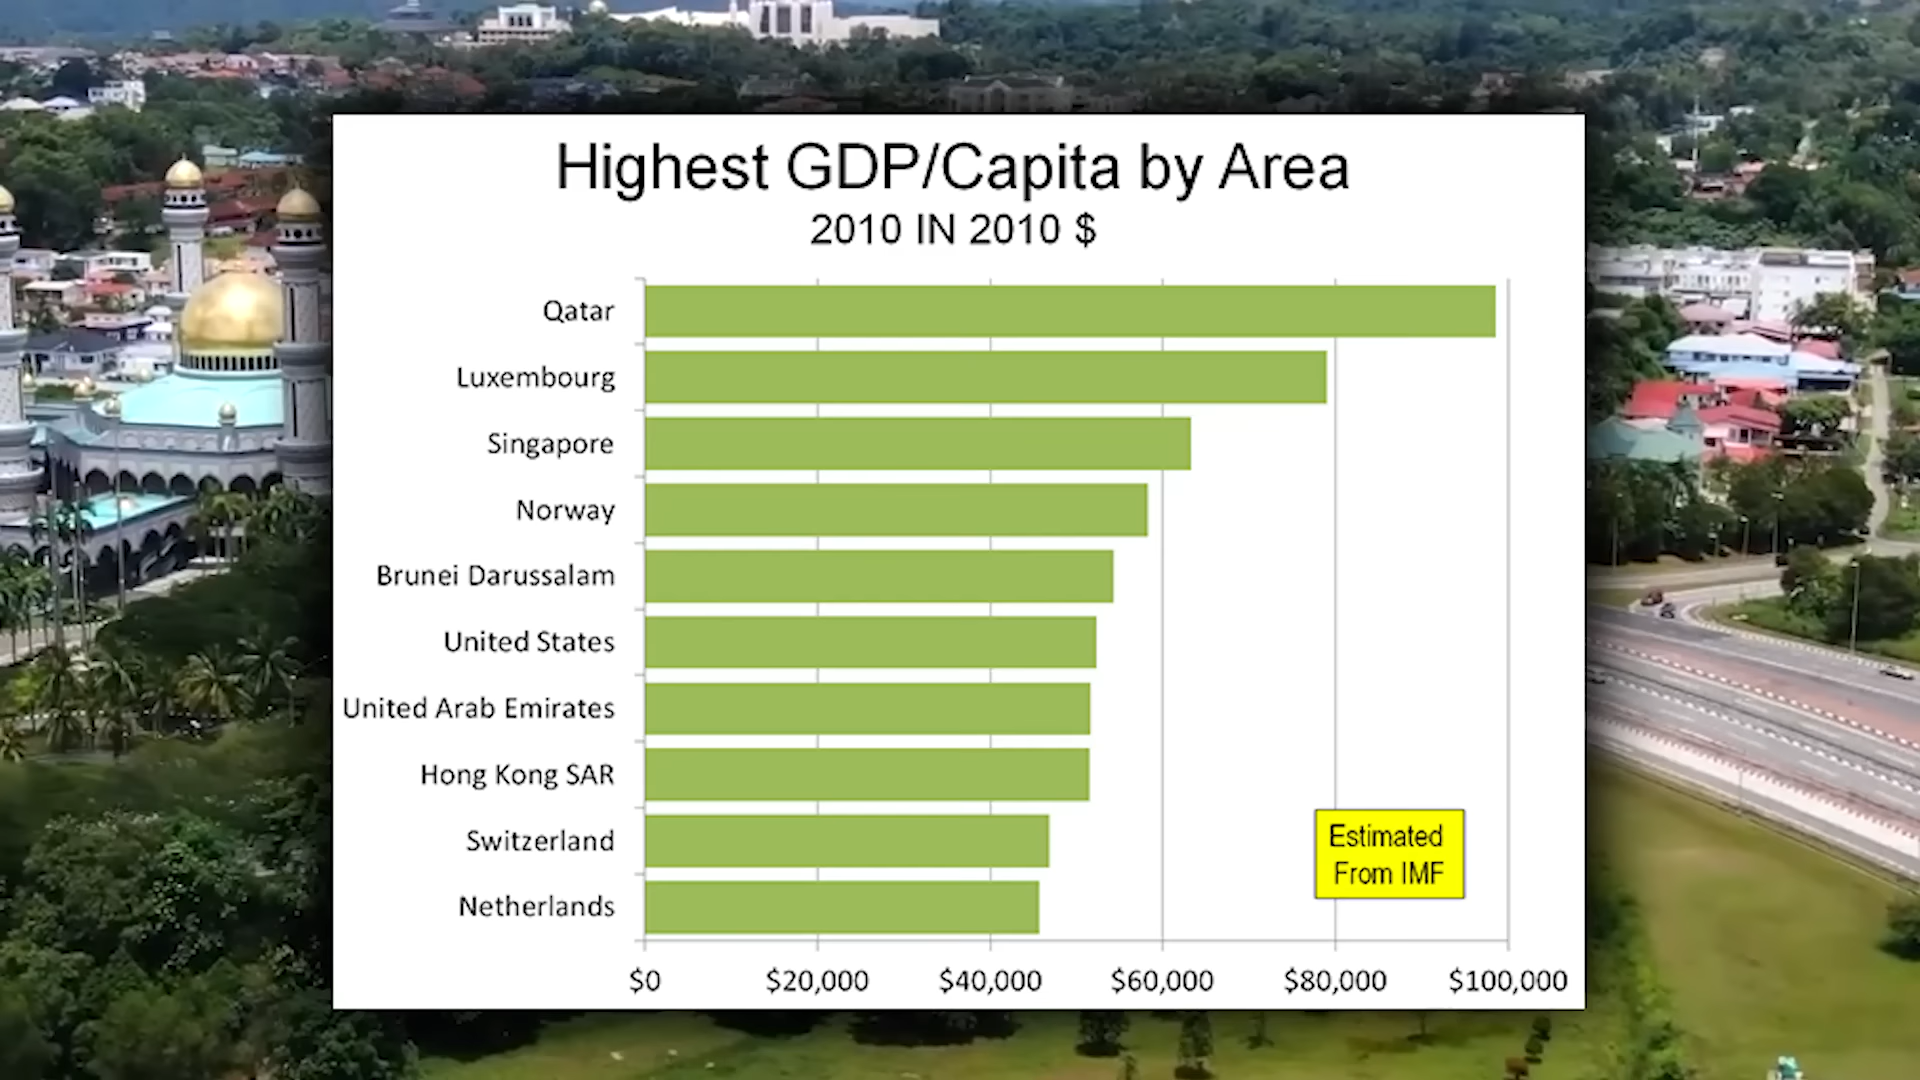 Highest GDP/Capita by Area
2010 IN 2010 $
Qatar
Luxembourg
Singapore
Norway
Brunei Darussalam
United States
United Arab Emirates
Hong Kong SAR
Switzerland
Netherlands
Estimated
From IMF
$0 $20,000 $40,000 $60,000 $80,000 $100,000